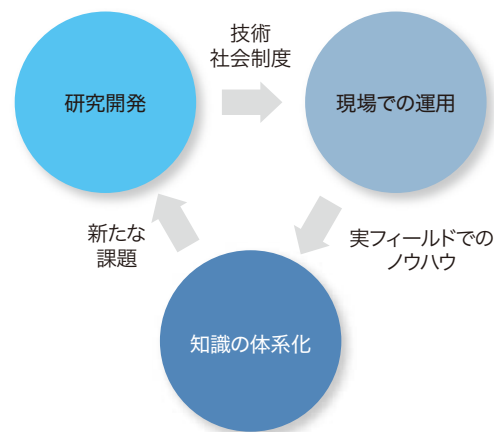 技術
社会制度
研究開発
現場での運用
新たな
課題
実フィールドでの
ノウハウ
知識の体系化